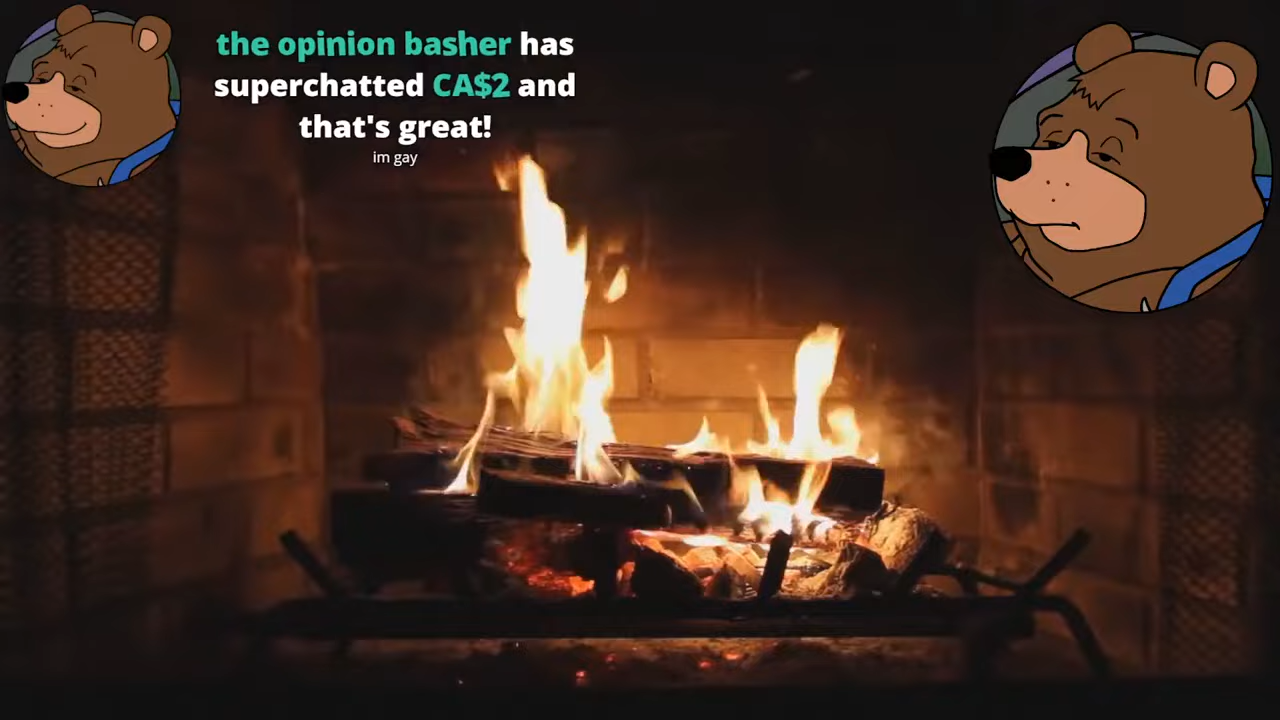 the opinion basher has
superchatted CA$2 and
that's great!
im gay